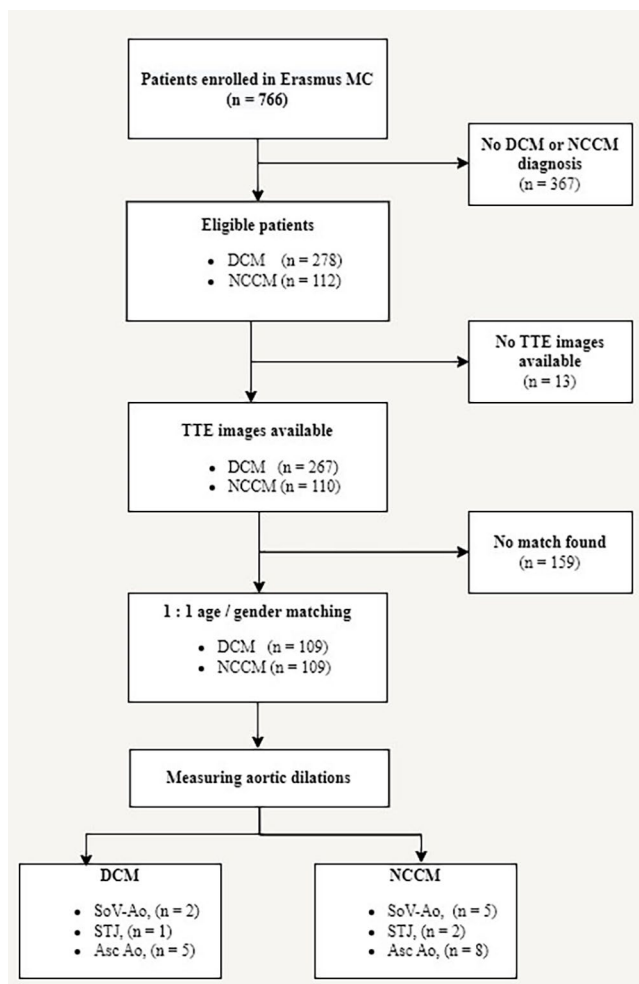 Patients enrolled in Erasmus MC
(n = 766)
No DCM or NCCM
diagnosis
(n = 367)
Eligible patients
• DCM (n = 278)
• NCCM (n = 112)
No TTE images
available
(n = 13)
TTE images available
• DCM (n = 267)
• NCCM (n = 110)
No match found
(n = 159)
1 : 1 age / gender matching
• DCM (n = 109)
• NCCM (n = 109)
Measuring aortic dilations
DCM
• SoV-Ao, (n = 2)
• STJ, (n = 1)
• Asc Ao, (n = 5)
NCCM
• SoV-Ao, (n = 5)
• STJ, (n = 2)
• Asc Ao, (n = 8)